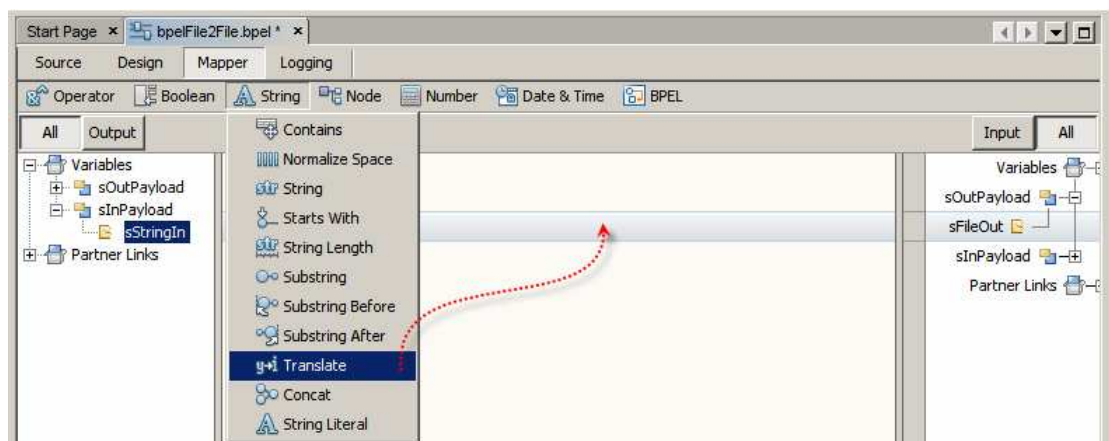 Start Page bpelFile2File.bpel *
Source Design Mapper Logging
Operator Boolean String Node Number Date & Time BPEL
All Output Input All
Variables
sOutPayload
sInPayload
sStringIn
Partner Links
Contains
Normalize Space
String
Starts With
String Length
Substring
Substring Before
Substring After
Translate
Concat
String Literal
Variables
sOutPayload
sFileOut
sInPayload
Partner Links